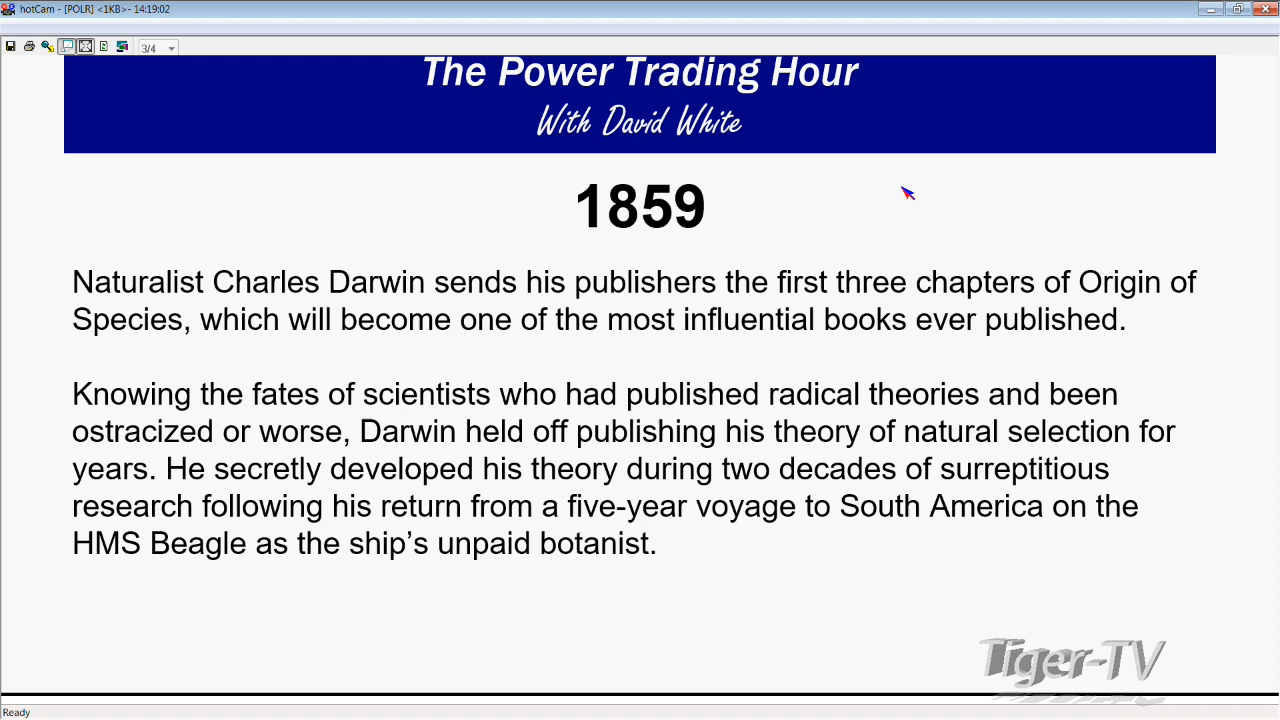 hotCam - [POLR] <1KB>- 14:19:02
3/4
The Power Trading Hour
With David White
1859
Naturalist Charles Darwin sends his publishers the first three chapters of Origin of
Species, which will become one of the most influential books ever published.
Knowing the fates of scientists who had published radical theories and been
ostracized or worse, Darwin held off publishing his theory of natural selection for
years. He secretly developed his theory during two decades of surreptitious
research following his return from a five-year voyage to South America on the
HMS Beagle as the ship’s unpaid botanist.
Tiger-TV
Ready